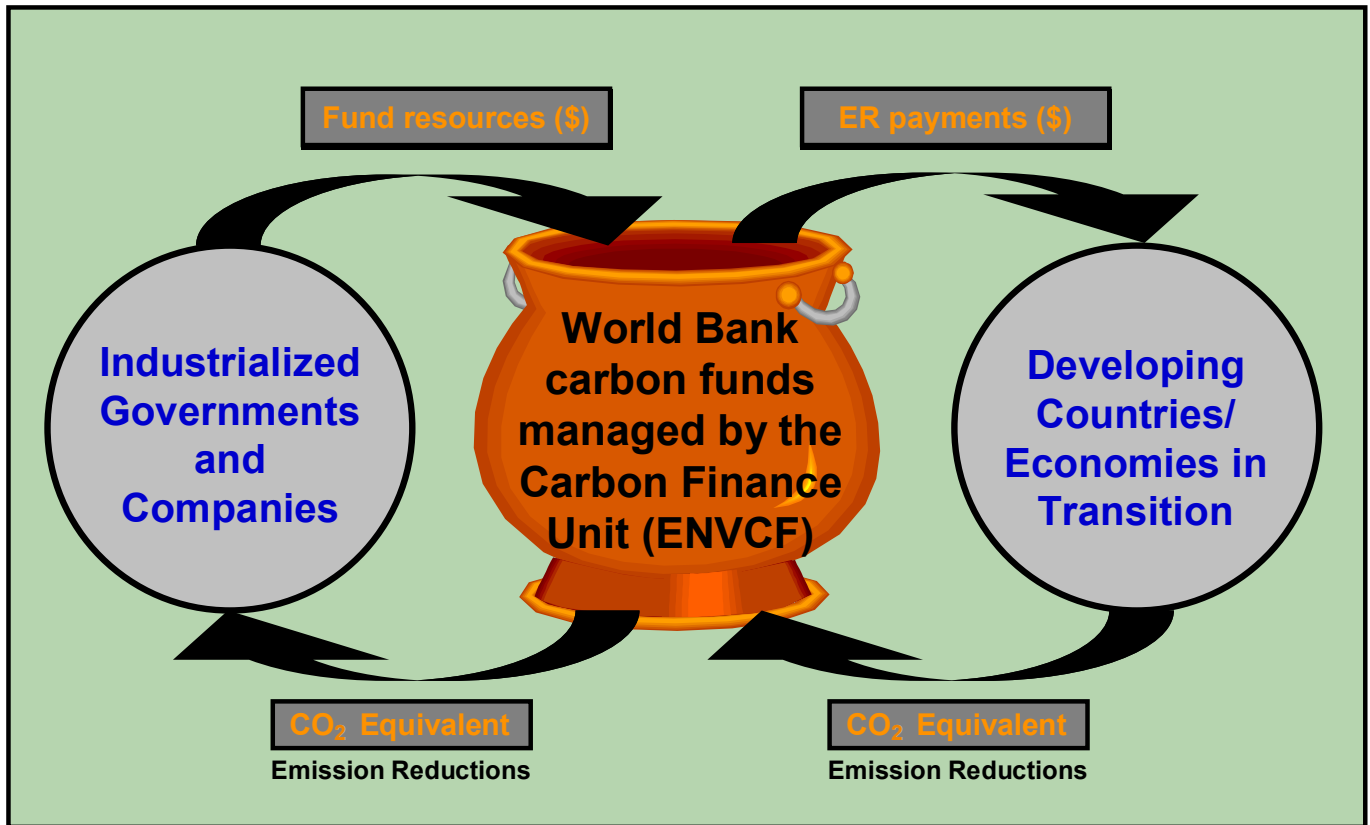 Fund resources ($)
ER payments ($)
Industrialized
Governments
and
Companies
World Bank
carbon funds
managed by the
Carbon Finance
Unit (ENVCF)
Developing
Countries/
Economies in
Transition
CO₂ Equivalent
Emission Reductions
CO₂ Equivalent
Emission Reductions